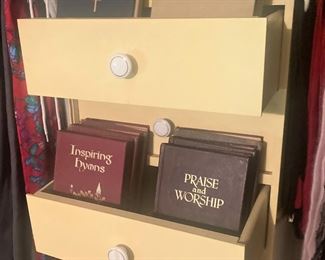 Inspiring
Hymns
PRAISE
and
WORSHIP